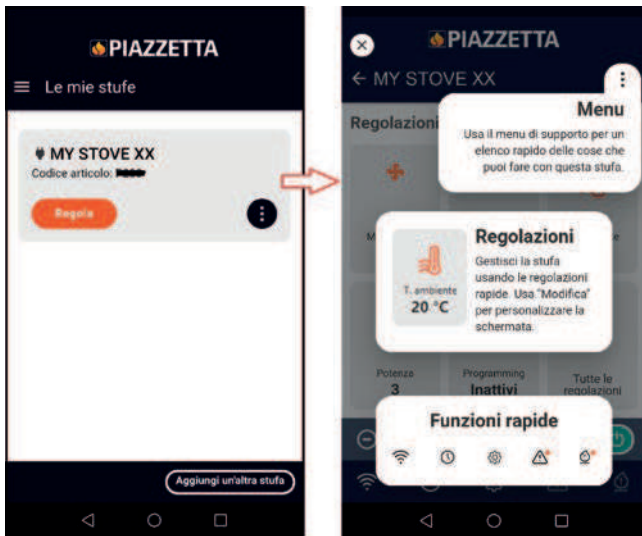 PIAZZETTA
Le mie stufe
MY STOVE XX
Codice articolo:
Regola
Aggiungi un'altra stufa
PIAZZETTA
MY STOVE XX
Menu
Usa il menu di supporto per un
elenco rapido delle cose che
puoi fare con questa stufa.
Regolazioni
Regolazioni
Gestisci la stufa
usando le regolazioni
rapide. Usa "Modifica"
per personalizzare la
schermata.
T. ambiente
20 °C
Potenza
3
Programming
Inattivi
Tutte le
regolazioni
Funzioni rapide